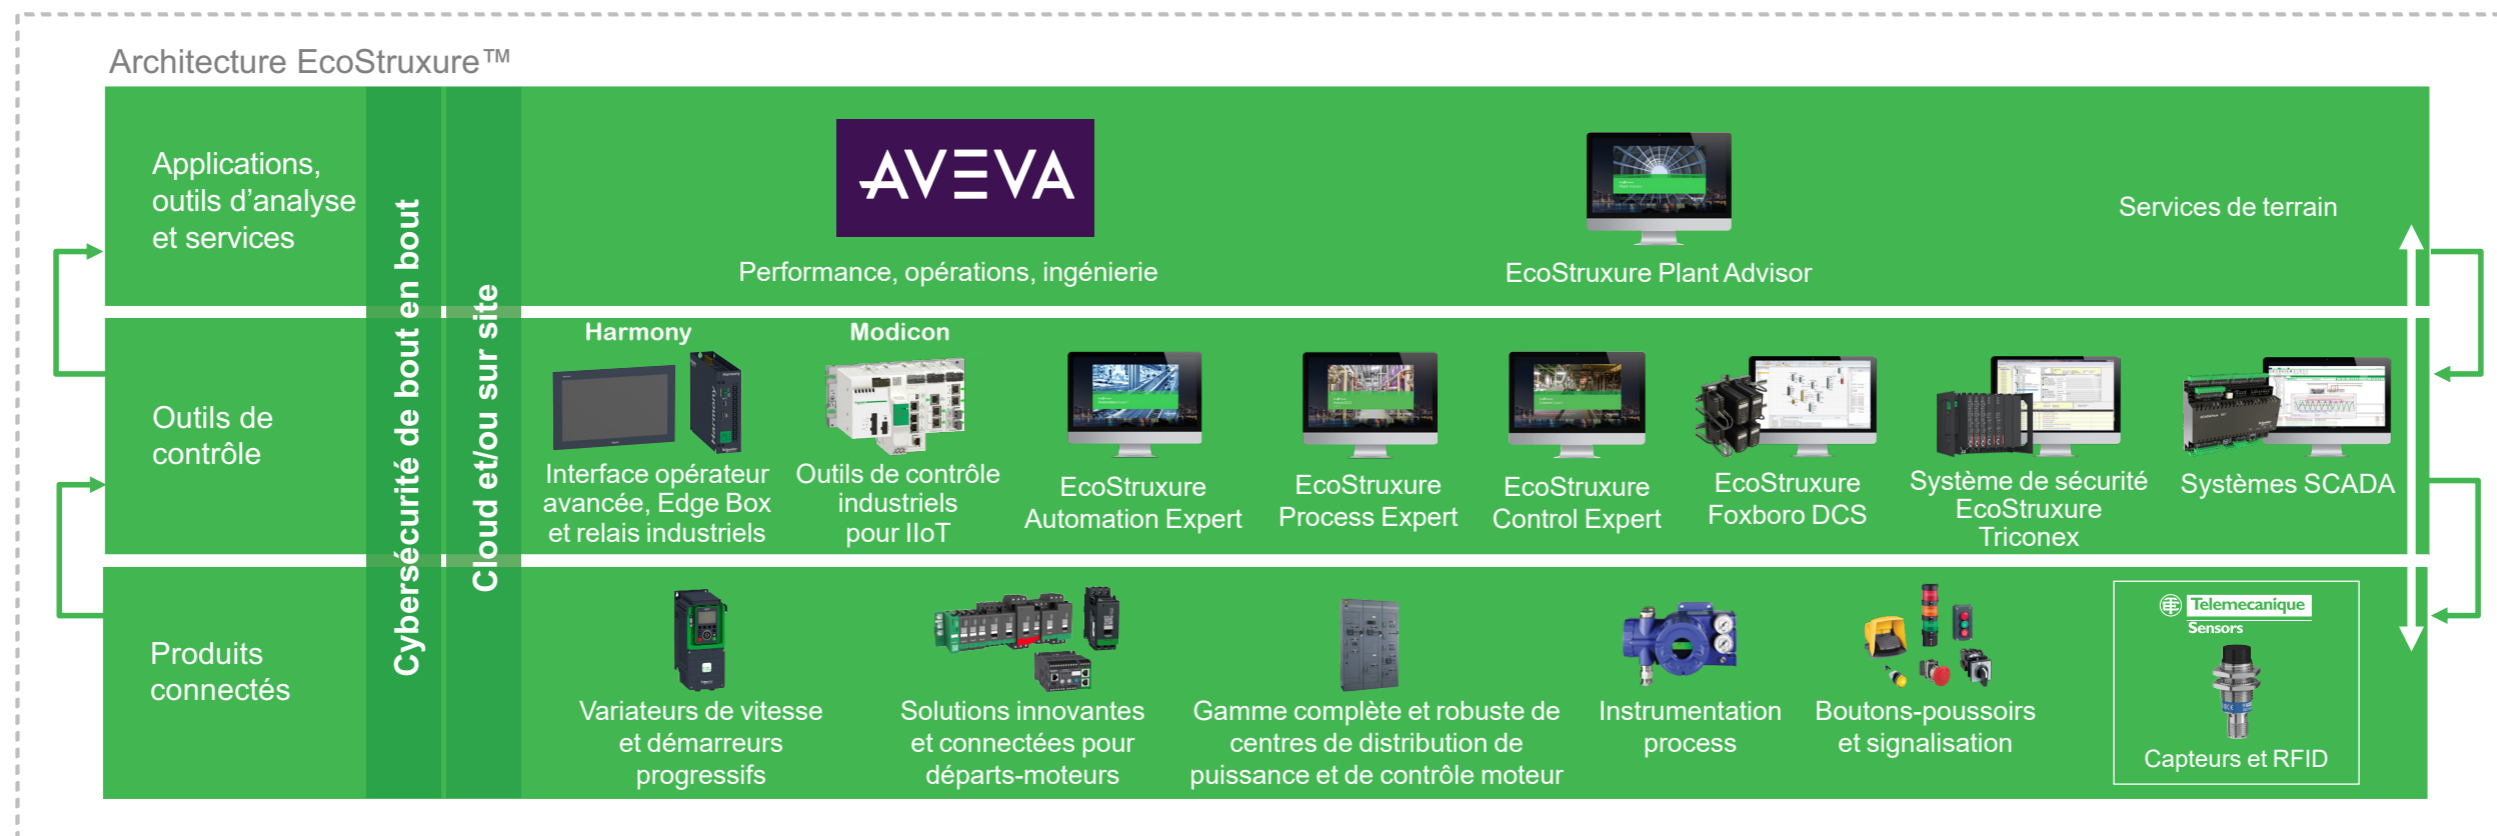 Architecture EcoStruxure™
Applications,
outils d'analyse
et services
Cybersécurité de bout en bout
Cloud et/ou sur site
AVEVA
Performance, opérations, ingénierie
EcoStruxure Plant Advisor
Services de terrain
Outils de
contrôle
Harmony
Harmony
Interface opérateur
avancée, Edge Box
et relais industriels
Modicon
Outils de contrôle
industriels
pour IIoT
EcoStruxure
Automation Expert
EcoStruxure
Process Expert
EcoStruxure
Control Expert
EcoStruxure
Foxboro DCS
Système de sécurité
EcoStruxure
Triconex
Systèmes SCADA
Produits
connectés
Variateurs de vitesse
et démarreurs
progressifs
Solutions innovantes
et connectées pour
départs-moteurs
Gamme complète et robuste de
centres de distribution de
puissance et de contrôle moteur
Instrumentation
process
Boutons-poussoirs
et signalisation
Telemecanique
Sensors
Capteurs et RFID